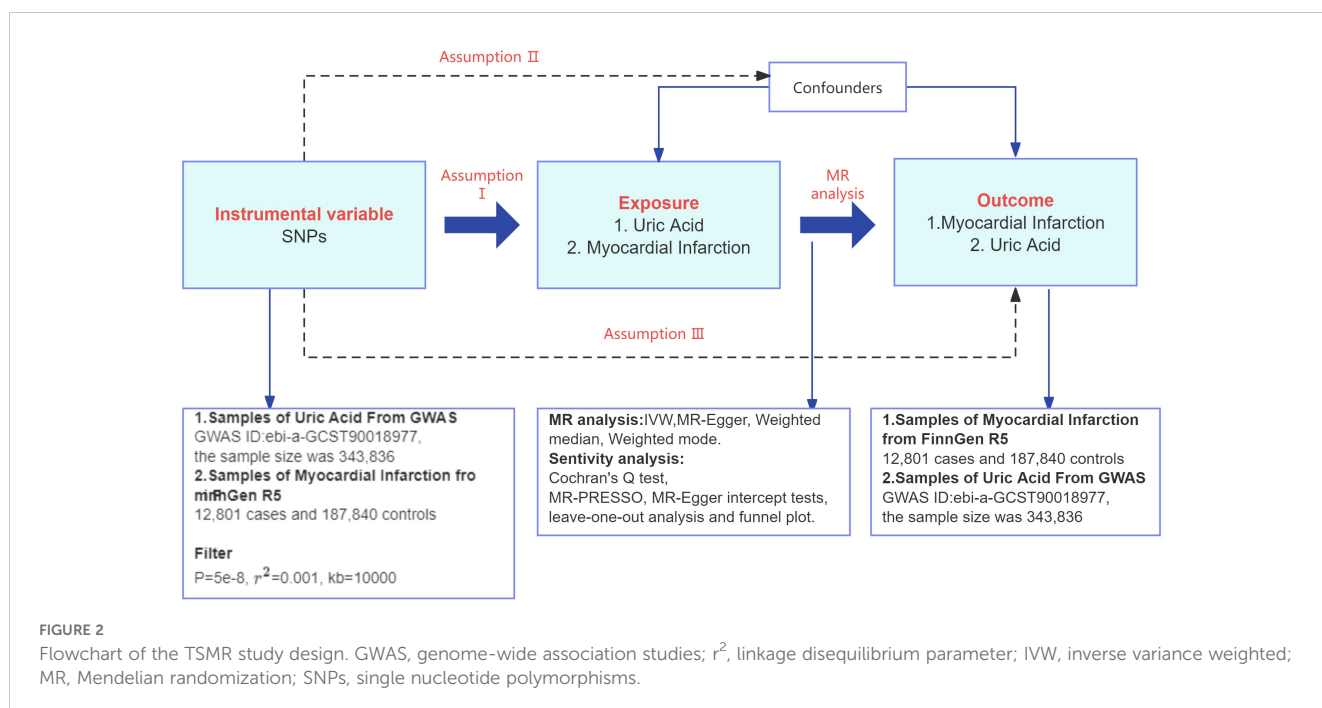 Assumption Ⅱ
Confounders
Instrumental variable
SNPs
Assumption
Ⅰ
Exposure
1. Uric Acid
2. Myocardial Infarction
MR
analysis
Outcome
1.Myocardial Infarction
2. Uric Acid
Assumption Ⅲ
1.Samples of Uric Acid From GWAS
GWAS ID:ebi-a-GCST90018977,
the sample size was 343,836
2.Samples of Myocardial Infarction fro
Gen R5
12,801 cases and 187,840 controls
Filter
P=5e-8, r²=0.001, kb=10000
MR analysis:IVW,MR-Egger, Weighted
median, Weighted mode.
Sentivity analysis:
Cochran's Q test,
MR-PRESSO, MR-Egger intercept tests,
leave-one-out analysis and funnel plot.
1.Samples of Myocardial Infarction
from FinnGen R5
12,801 cases and 187,840 controls
2.Samples of Uric Acid From GWAS
GWAS ID:ebi-a-GCST90018977,
the sample size was 343,836
FIGURE 2
Flowchart of the TSMR study design. GWAS, genome-wide association studies; r², linkage disequilibrium parameter; IVW, inverse variance weighted;
MR, Mendelian randomization; SNPs, single nucleotide polymorphisms.